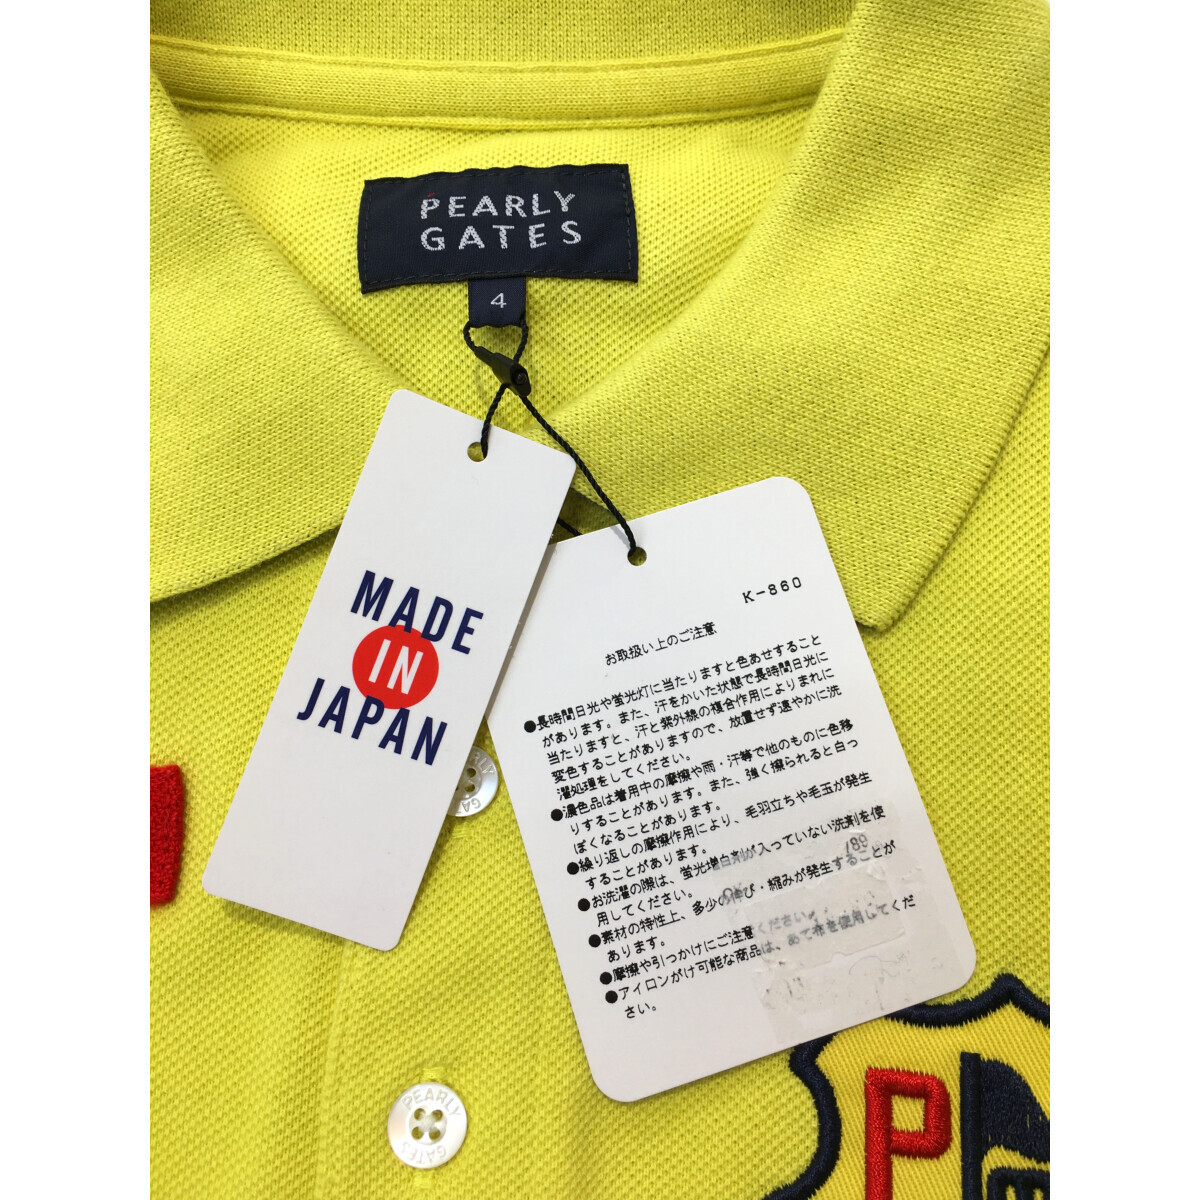 PEARLY
GATES
4
MADE
IN
JAPAN
K-860
お取扱い上のご注意
●長時間日光や蛍光灯に当たりますと色あせすること
があります。また、汗をかいた状態で長時間日光に
当たりますと、汗と紫外線の複合作用によりまれに
変色することがありますので、放置せず速やかに洗
濯処理をしてください。
●濃色品は着用中の摩擦や雨・汗等で他のものに色移
りすることがあります。また、強く擦られると白っ
ぽくなることがあります。
●繰り返しの摩擦作用により、毛羽立ちや毛玉が発生
することがあります。
●お洗濯の際は、蛍光増白剤が入っていない洗剤を使
用してください。
●素材の特性上、多少の伸び・縮みが発生することが
あります。
●摩擦や引っかけにご注意ください。
●アイロンがけ可能な商品は、あて布を使用してくだ
さい。
PEARLY
GATES
GA
P